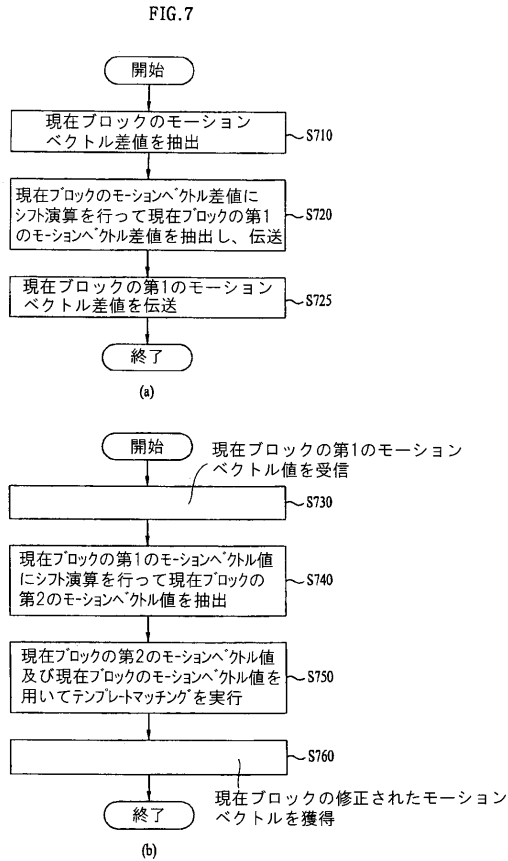 FIG.7
開始
現在ブロックのモーション
ベクトル差値を抽出
S710
現在ブロックのモーションベクトル差値に
シフト演算を行って現在ブロックの第1
のモーションベクトル差値を抽出し、伝送
S720
現在ブロックの第1のモーション
ベクトル差値を伝送
S725
終了
(a)
開始
現在ブロックの第1のモーション
ベクトル値を受信
S730
現在ブロックの第1のモーションベクトル値
にシフト演算を行って現在ブロックの
第2のモーションベクトル値を抽出
S740
現在ブロックの第2のモーションベクトル値
及び現在ブロックのモーションベクトル値を
用いてテンプレートマッチングを実行
S750
S760
現在ブロックの修正されたモーション
ベクトルを獲得
終了
(b)